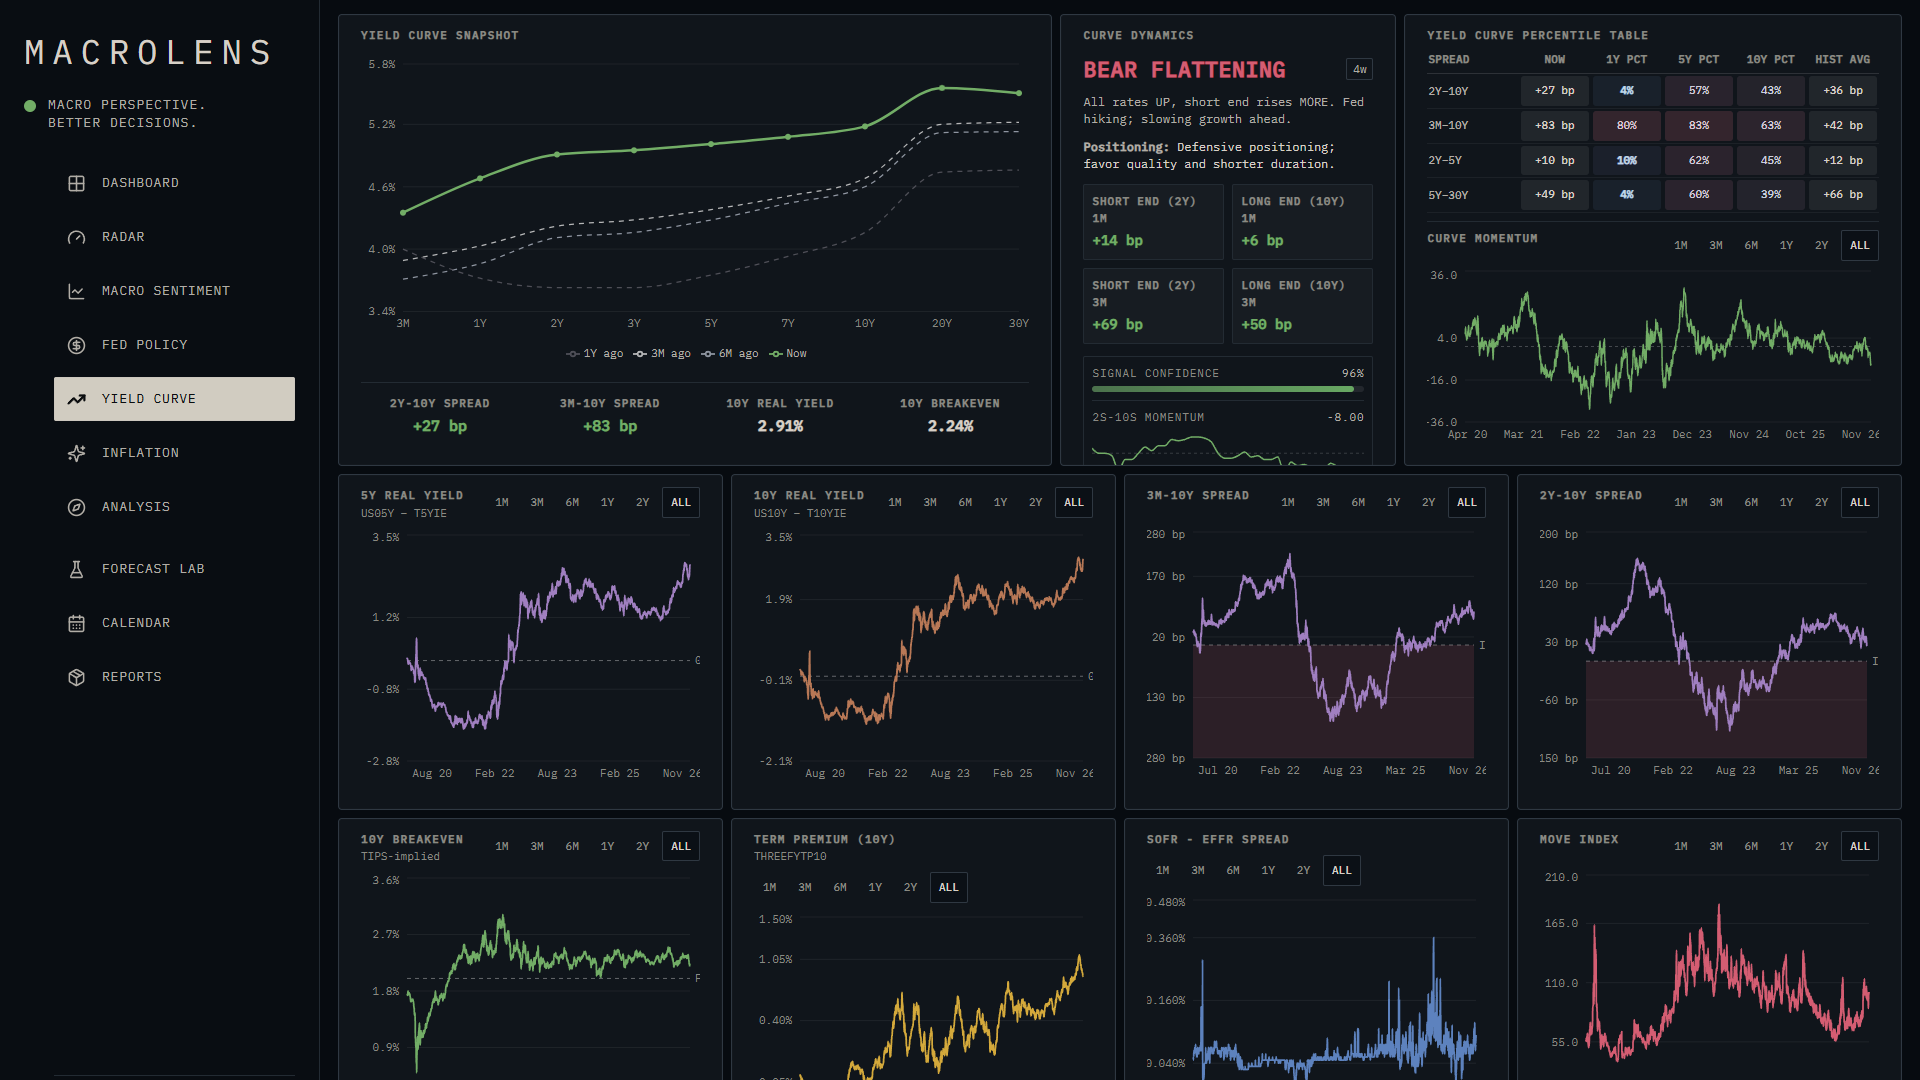 MACROLENS
MACRO PERSPECTIVE.
BETTER DECISIONS.
DASHBOARD
RADAR
MACRO SENTIMENT
FED POLICY
YIELD CURVE
INFLATION
ANALYSIS
FORECAST LAB
CALENDAR
REPORTS
YIELD CURVE SNAPSHOT
5.8%
5.2%
4.6%
4.0%
3.4%
3M 1Y 2Y 3Y 5Y 7Y 10Y 20Y 30Y
1Y ago 3M ago 6M ago Now
2Y-10Y SPREAD 3M-10Y SPREAD 10Y REAL YIELD 10Y BREAKEVEN
+27 bp +83 bp 2.91% 2.24%
CURVE DYNAMICS
BEAR FLATTENING 4w
All rates UP, short end rises MORE. Fed
hiking; slowing growth ahead.
Positioning: Defensive positioning;
favor quality and shorter duration.
SHORT END (2Y) 1M
+14 bp
LONG END (10Y) 1M
+6 bp
SHORT END (2Y) 3M
+69 bp
LONG END (10Y) 3M
+50 bp
SIGNAL CONFIDENCE 96%
2S-10S MOMENTUM -8.00
YIELD CURVE PERCENTILE TABLE
SPREAD NOW 1Y PCT 5Y PCT 10Y PCT HIST AVG
2Y-10Y +27 bp 4% 57% 43% +36 bp
3M-10Y +83 bp 80% 83% 63% +42 bp
2Y-5Y +10 bp 10% 62% 45% +12 bp
5Y-30Y +49 bp 4% 60% 39% +66 bp
CURVE MOMENTUM 1M 3M 6M 1Y 2Y ALL
36.0
4.0
-16.0
-36.0
Apr 20 Mar 21 Feb 22 Jan 23 Dec 23 Nov 24 Oct 25 Nov 26
5Y REAL YIELD 1M 3M 6M 1Y 2Y ALL
US05Y – T5YIE
3.5%
1.2%
-0.8%
-2.8%
Aug 20 Feb 22 Aug 23 Feb 25 Nov 26
10Y REAL YIELD 1M 3M 6M 1Y 2Y ALL
US10Y – T10YIE
3.5%
1.9%
-0.1%
-2.1%
Aug 20 Feb 22 Aug 23 Feb 25 Nov 26
3M-10Y SPREAD 1M 3M 6M 1Y 2Y ALL
280 bp
170 bp
20 bp
I
130 bp
280 bp
Jul 20 Feb 22 Aug 23 Mar 25 Nov 26
2Y-10Y SPREAD 1M 3M 6M 1Y 2Y ALL
200 bp
120 bp
30 bp
I
-60 bp
150 bp
Jul 20 Feb 22 Aug 23 Mar 25 Nov 26
10Y BREAKEVEN 1M 3M 6M 1Y 2Y ALL
TIPS-implied
3.6%
2.7%
1.8%
0.9%
TERM PREMIUM (10Y)
THREEFYTP10
1M 3M 6M 1Y 2Y ALL
1.50%
1.05%
0.40%
SOFR - EFFR SPREAD
1M 3M 6M 1Y 2Y ALL
0.480%
0.360%
0.160%
0.040%
MOVE INDEX 1M 3M 6M 1Y 2Y ALL
210.0
165.0
110.0
55.0